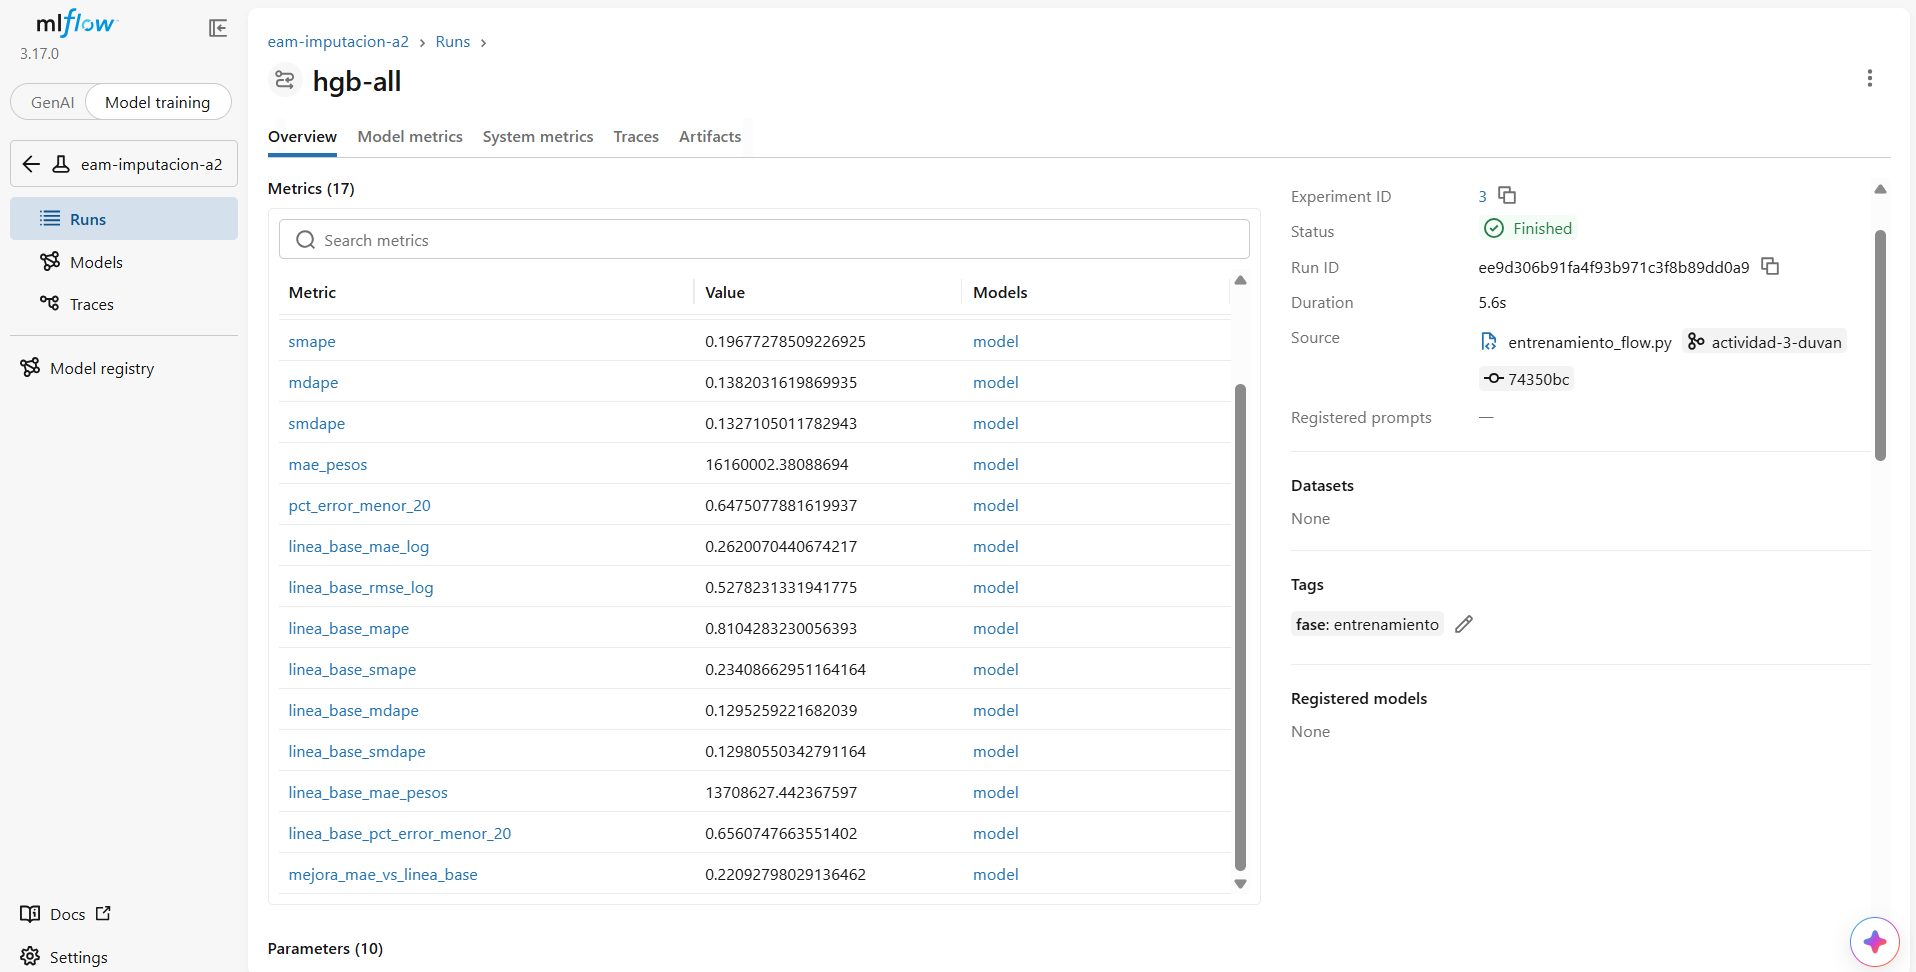 mlflow
3.17.0
GenAI
Model training
eam-imputacion-a2
Runs
Models
Traces
Model registry
Docs
Settings
eam-imputacion-a2 › Runs ›
hgb-all
Overview Model metrics System metrics Traces Artifacts
Metrics (17)
Search metrics
Metric Value Models
smape 0.19677278509226925 model
mdape 0.1382031619869935 model
smdape 0.1327105011782943 model
mae_pesos 16160002.38088694 model
pct_error_menor_20 0.6475077881619937 model
linea_base_mae_log 0.2620070440674217 model
linea_base_rmse_log 0.5278231331941775 model
linea_base_mape 0.8104283230056393 model
linea_base_smape 0.23408662951164164 model
linea_base_mdape 0.1295259221682039 model
linea_base_smdape 0.12980550342791164 model
linea_base_mae_pesos 13708627.442367597 model
linea_base_pct_error_menor_20 0.6560747663551402 model
mejora_mae_vs_linea_base 0.22092798029136462 model
Parameters (10)
Experiment ID 3
Status Finished
Run ID ee9d306b91fa4f93b971c3f8b89dd0a9
Duration 5.6s
Source entrenamiento_flow.py actividad-3-duvan
74350bc
Registered prompts —
Datasets
None
Tags
fase: entrenamiento
Registered models
None